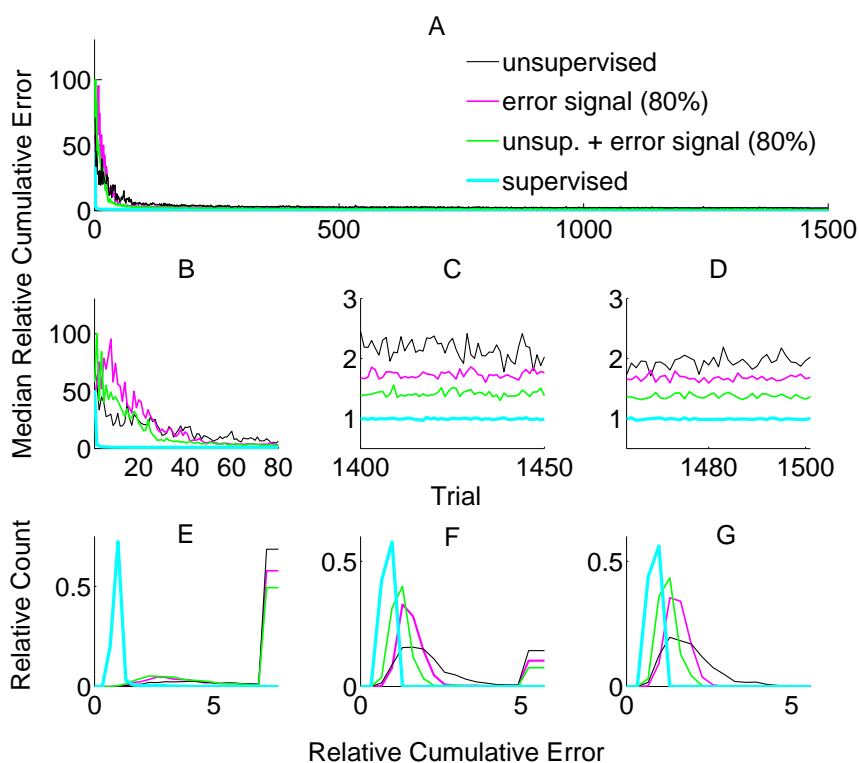 A
Median Relative Cumulative Error
100
50
0
0
500
1000
1500
unsupervised
error signal (80%)
unsup. + error signal (80%)
supervised
B
100
50
0
20
40
60
80
C
3
2
1
1400
1450
D
3
2
1
1480
1500
Trial
Relative Count
E
0.5
0
0
5
F
0.5
0
0
5
G
0.5
0
0
5
Relative Cumulative Error